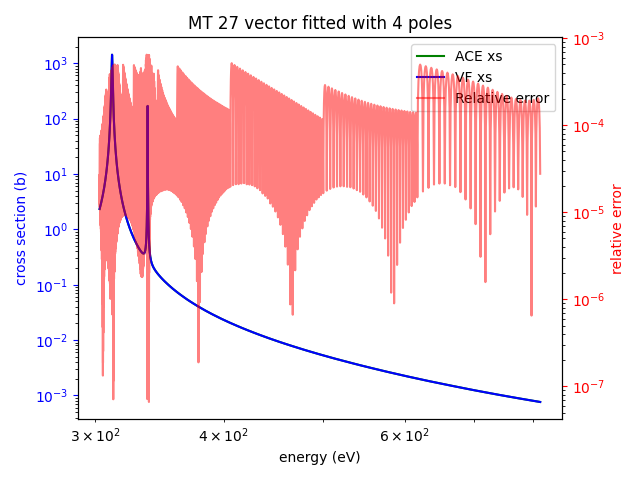 MT 27 vector fitted with 4 poles
ACE xs
VF xs
Relative error
cross section (b)
10³
10²
10¹
10⁰
10⁻¹
10⁻²
10⁻³
relative error
10⁻³
10⁻⁴
10⁻⁵
10⁻⁶
10⁻⁷
3 × 10² 4 × 10² 6 × 10²
energy (eV)